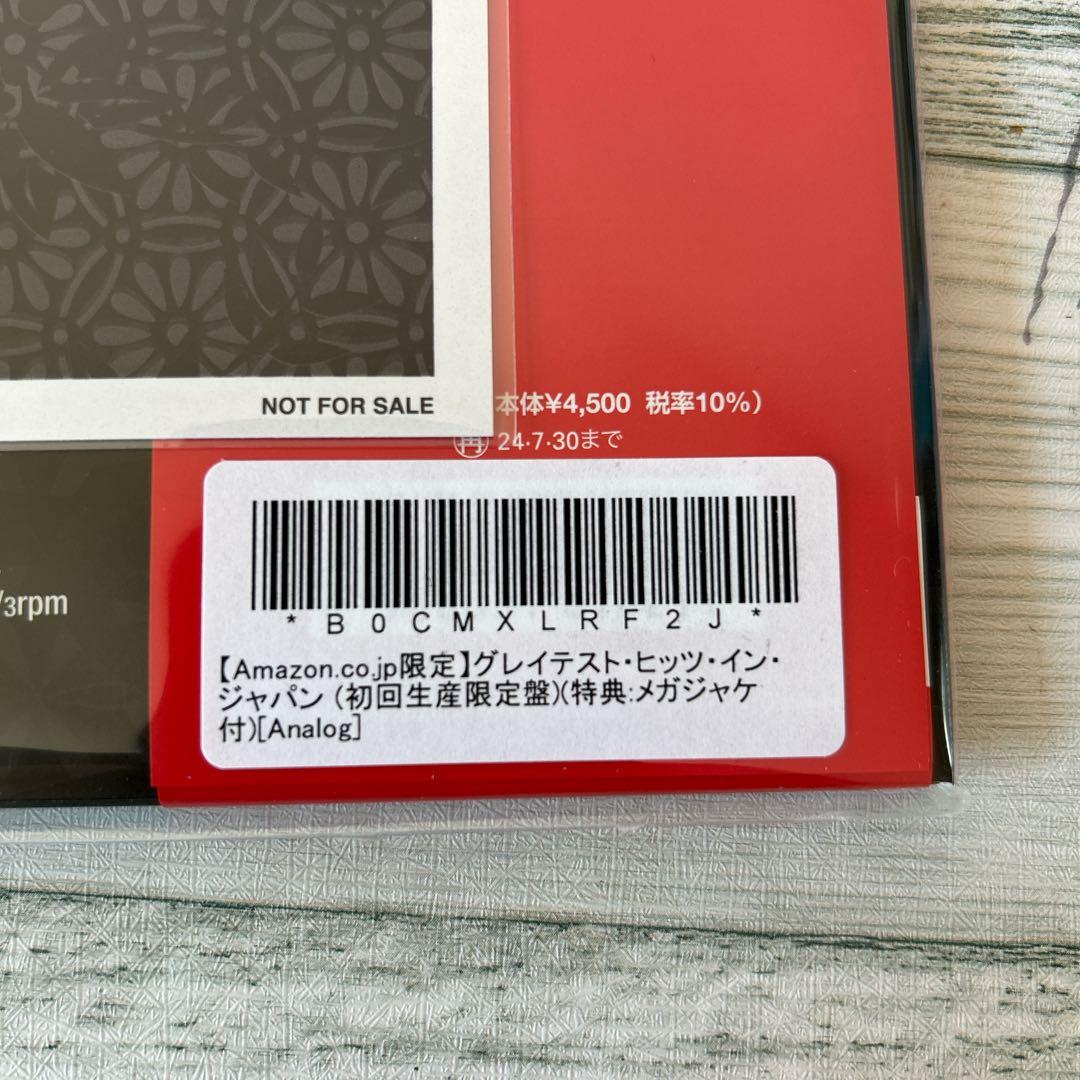 NOT FOR SALE
本体¥4,500 税率10%)
再 24·7·30まで
/3rpm
*B0CMXLRF2J*
【Amazon.co.jp限定】グレイテスト・ヒッツ・イン・
ジャパン (初回生産限定盤)(特典:メガジャケ
付)[Analog]